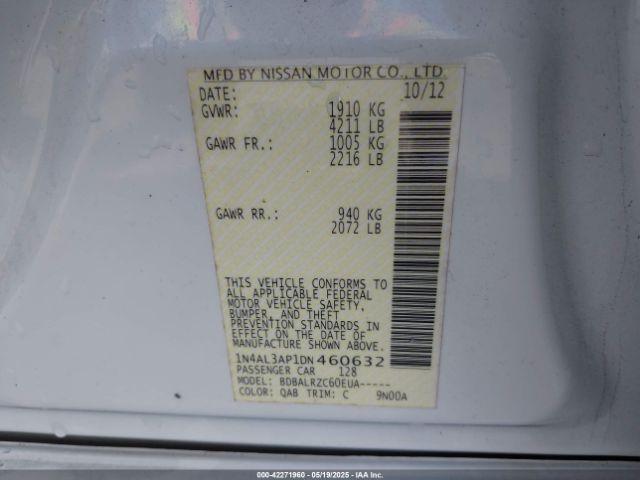 MFD BY NISSAN MOTOR CO., LTD.
DATE: 10/12
GVWR: 1910 KG
4211 LB
GAWR FR.: 1005 KG
2216 LB
GAWR RR.: 940 KG
2072 LB
THIS VEHICLE CONFORMS TO
ALL APPLICABLE FEDERAL
MOTOR VEHICLE SAFETY,
BUMPER, AND THEFT
PREVENTION STANDARDS IN
EFFECT ON THE DATE OF
MANUFACTURE SHOWN ABOVE.
1N4AL3AP1DN460632
PASSENGER CAR 128
MODEL: BDBALRZC60EUA-----
COLOR: QAB TRIM: C 9N00A
000-42271960 - 05/19/2025 - IAAI.com